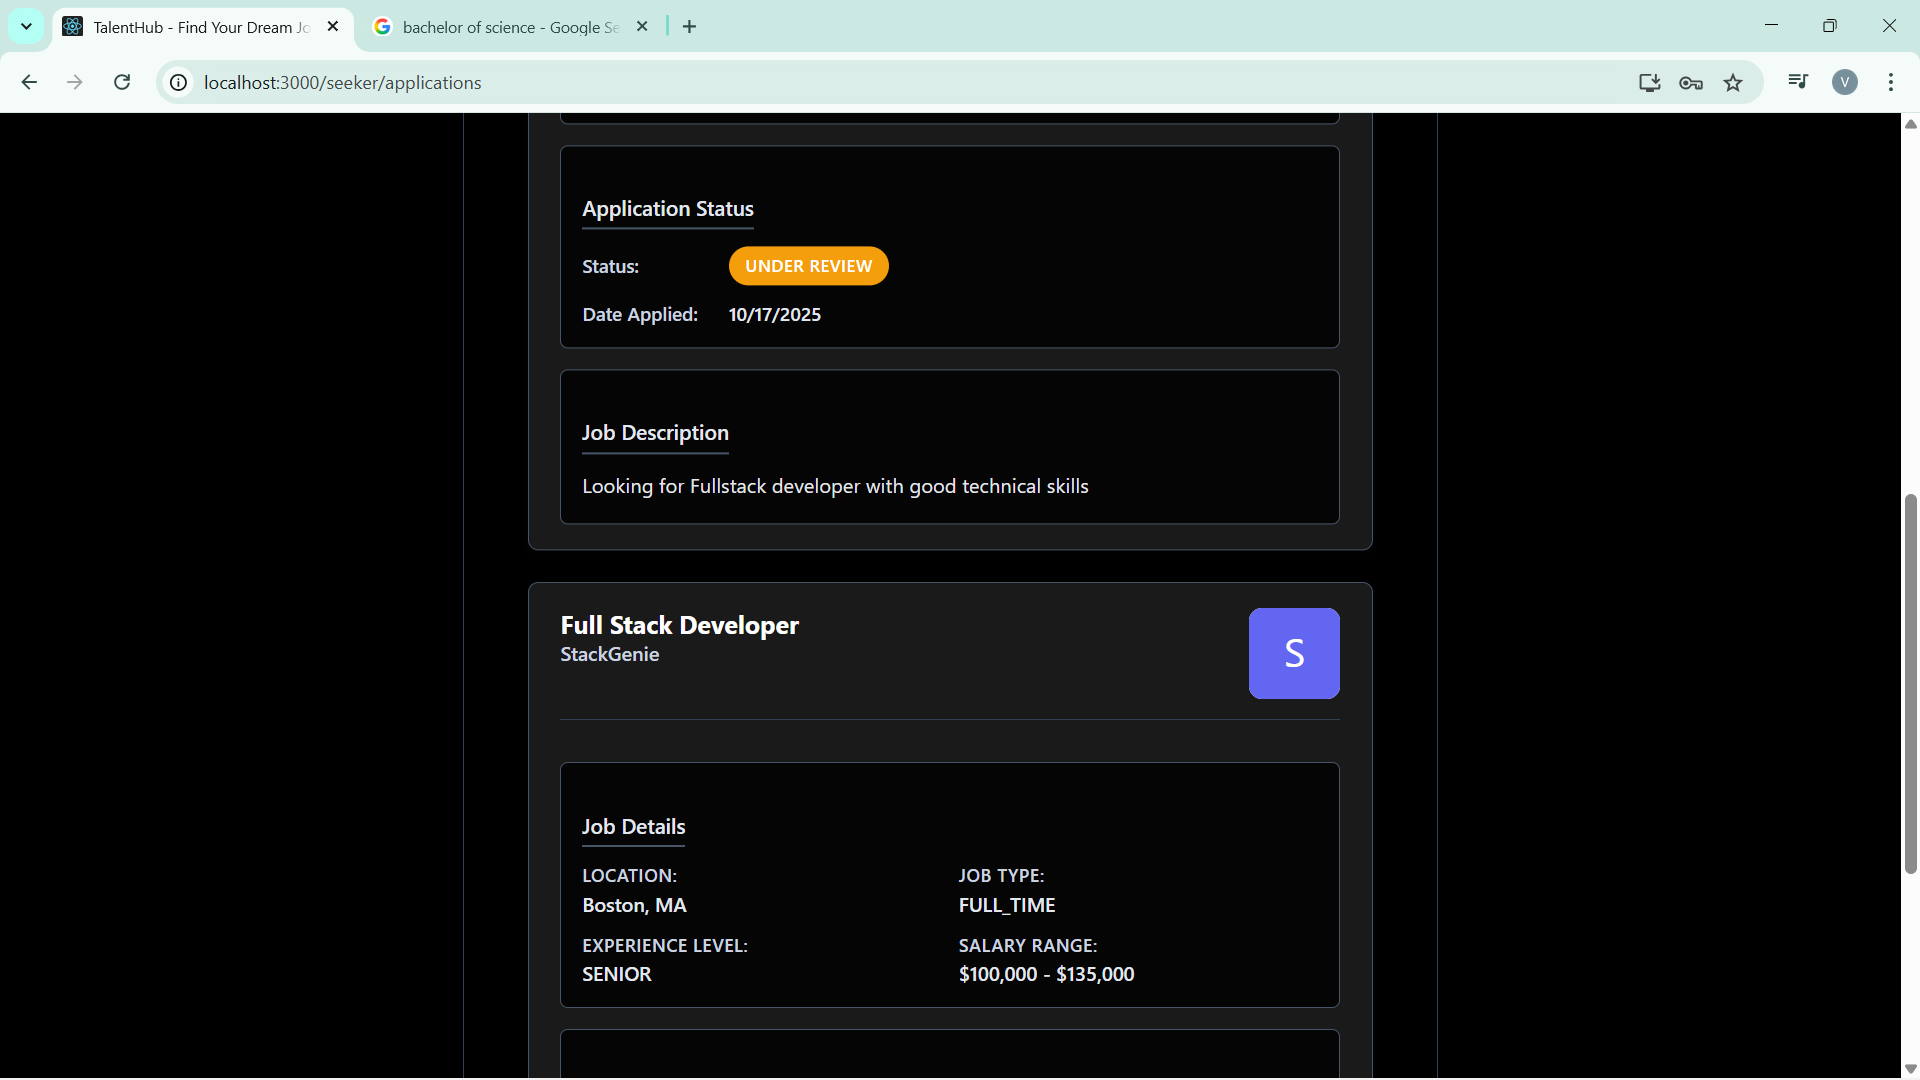 TalentHub - Find Your Dream Jo
bachelor of science - Google Se
localhost:3000/seeker/applications
V
Application Status
Status:
UNDER REVIEW
Date Applied:
10/17/2025
Job Description
Looking for Fullstack developer with good technical skills
Full Stack Developer
StackGenie
S
Job Details
LOCATION:
JOB TYPE:
Boston, MA
FULL_TIME
EXPERIENCE LEVEL:
SALARY RANGE:
SENIOR
$100,000 - $135,000